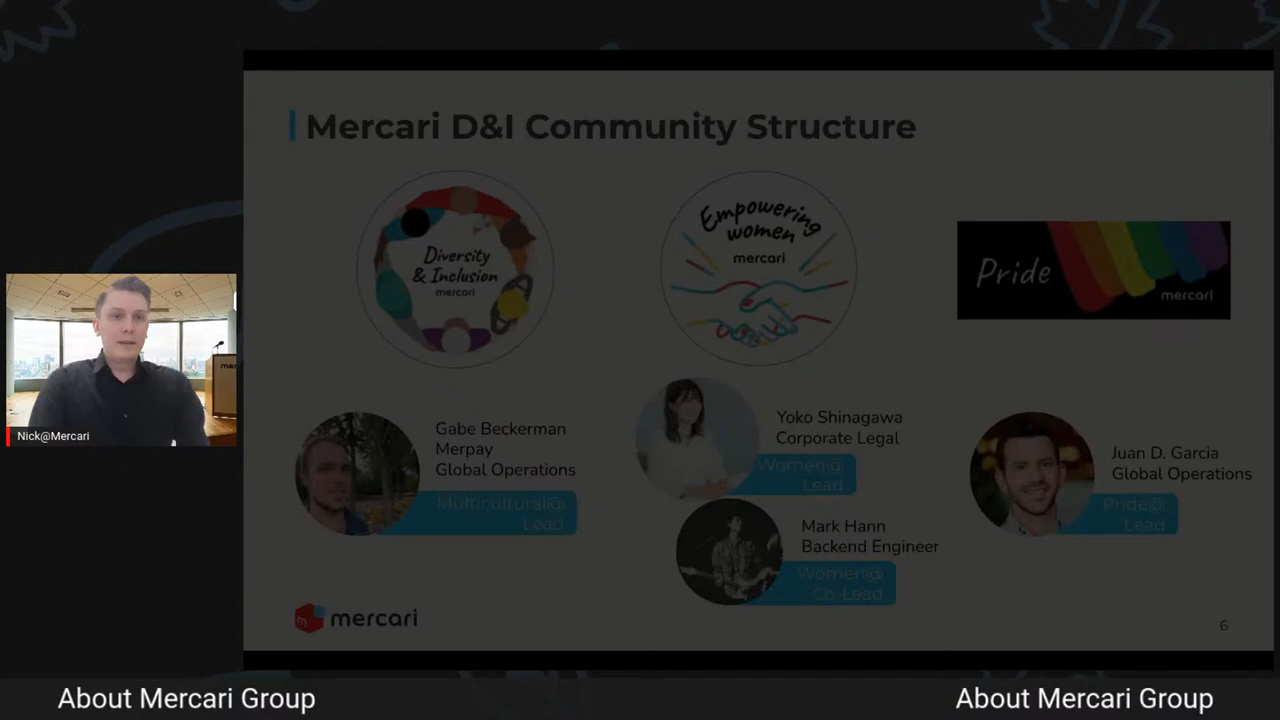 Mercari D&I Community Structure
Diversity
& Inclusion
mercari
Empowering
women
mercari
Pride
mercari
Gabe Beckerman
Merpay
Global Operations
Multicultural@
Lead
Yoko Shinagawa
Corporate Legal
Women@
Lead
Mark Hann
Backend Engineer
Women@
Co-Lead
Juan D. Garcia
Global Operations
Pride@
Lead
mercari
6
Nick@Mercari
About Mercari Group
About Mercari Group